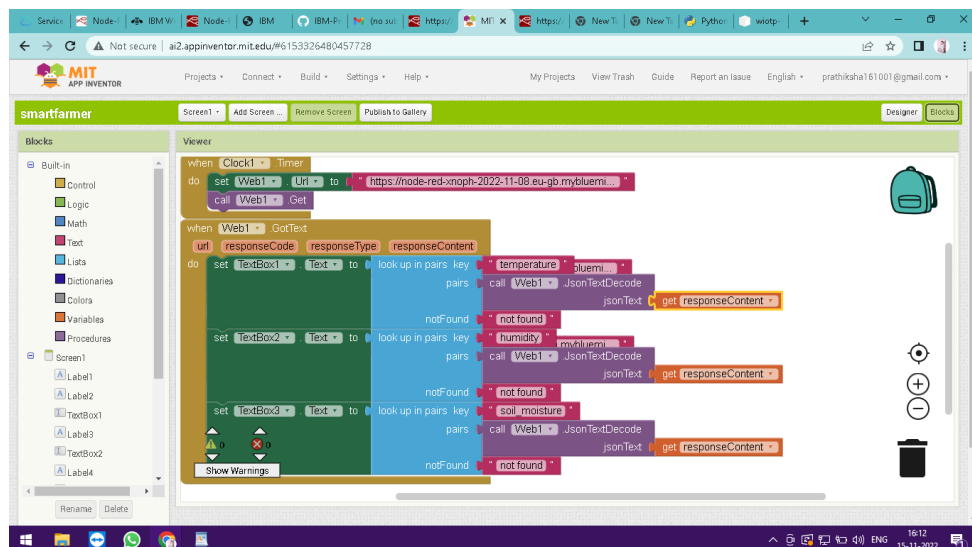 Service
Node-
IBM W
Node-
IBM
IBM-Pr
(no sub
https:/
MIT
https:/
New Ta
New Ta
Python
wiotp-
Not secure | ai2.appinventor.mit.edu/#6153326480457728
MIT
APP INVENTOR
Projects
Connect
Build
Settings
Help
My Projects
View Trash
Guide
Report an Issue
English
prathiksha161001@gmail.com
smartfarmer
Screen1
Add Screen ...
Remove Screen
Publish to Gallery
Designer
Blocks
Blocks
Viewer
Built-in
Control
Logic
Math
Text
Lists
Dictionaries
Colors
Variables
Procedures
Screen1
Label1
Label2
TextBox1
Label3
TextBox2
Label4
Rename
Delete
when Clock1 .Timer
do set Web1 . Url to " https://node-red-xnoph-2022-11-08.eu-gb.mybluemi... "
call Web1 .Get
when Web1 .GotText
url responseCode responseType responseContent
do set TextBox1 . Text to look up in pairs key " temperature " bluemi... "
pairs call Web1 .JsonTextDecode
jsonText get responseContent
notFound " not found "
set TextBox2 . Text to look up in pairs key " humidity " mybluemi... "
pairs call Web1 .JsonTextDecode
jsonText get responseContent
notFound " not found "
set TextBox3 . Text to look up in pairs key " soil_moisture "
pairs call Web1 .JsonTextDecode
jsonText get responseContent
notFound " not found "
0 0
Show Warnings
ENG
16:12
15-11-2022